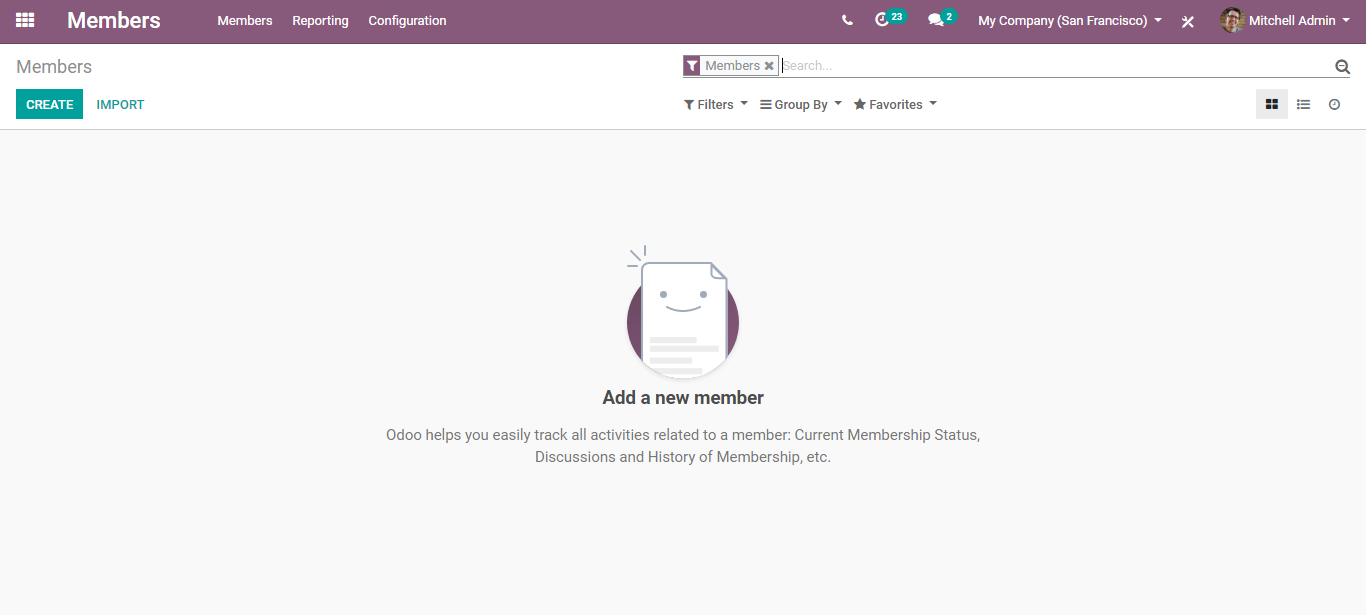 Members Members Reporting Configuration 23 2 My Company (San Francisco) Mitchell Admin
Members Members Search...
CREATE IMPORT Filters Group By Favorites
Add a new member
Odoo helps you easily track all activities related to a member: Current Membership Status,
Discussions and History of Membership, etc.